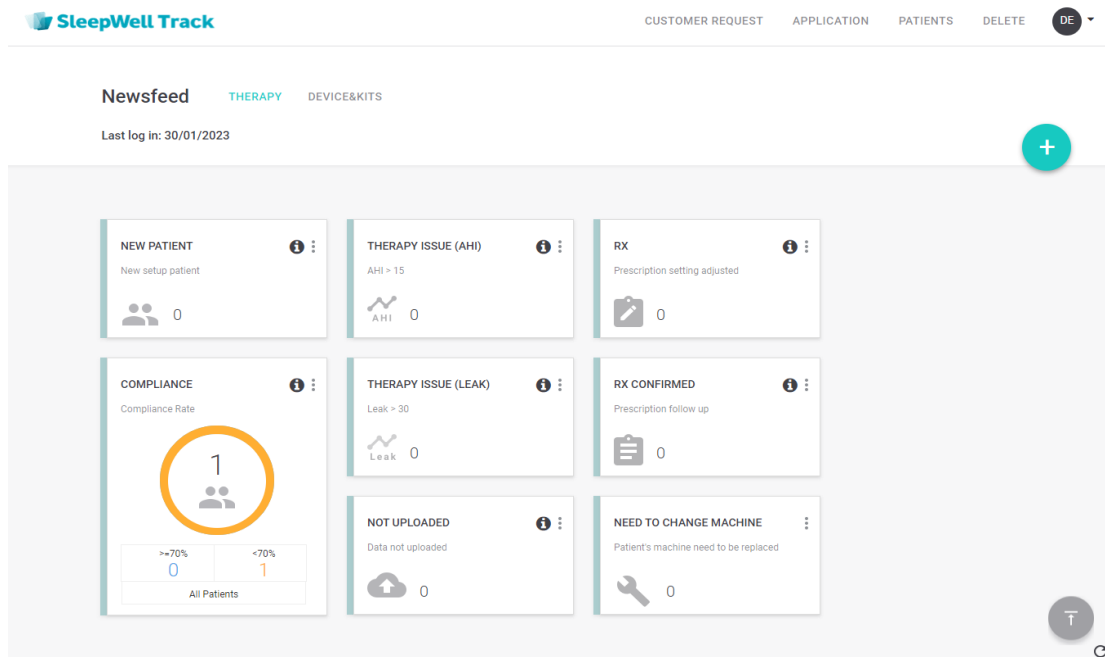 SleepWell Track
CUSTOMER REQUEST
APPLICATION
PATIENTS
DELETE
DE
Newsfeed
THERAPY
DEVICE&KITS
Last log in: 30/01/2023
+
NEW PATIENT
New setup patient
0
THERAPY ISSUE (AHI)
AHI > 15
AHI
0
RX
Prescription setting adjusted
0
COMPLIANCE
Compliance Rate
1
>=70%
<70%
0
1
All Patients
THERAPY ISSUE (LEAK)
Leak > 30
Leak
0
RX CONFIRMED
Prescription follow up
0
NOT UPLOADED
Data not uploaded
0
NEED TO CHANGE MACHINE
Patient's machine need to be replaced
0